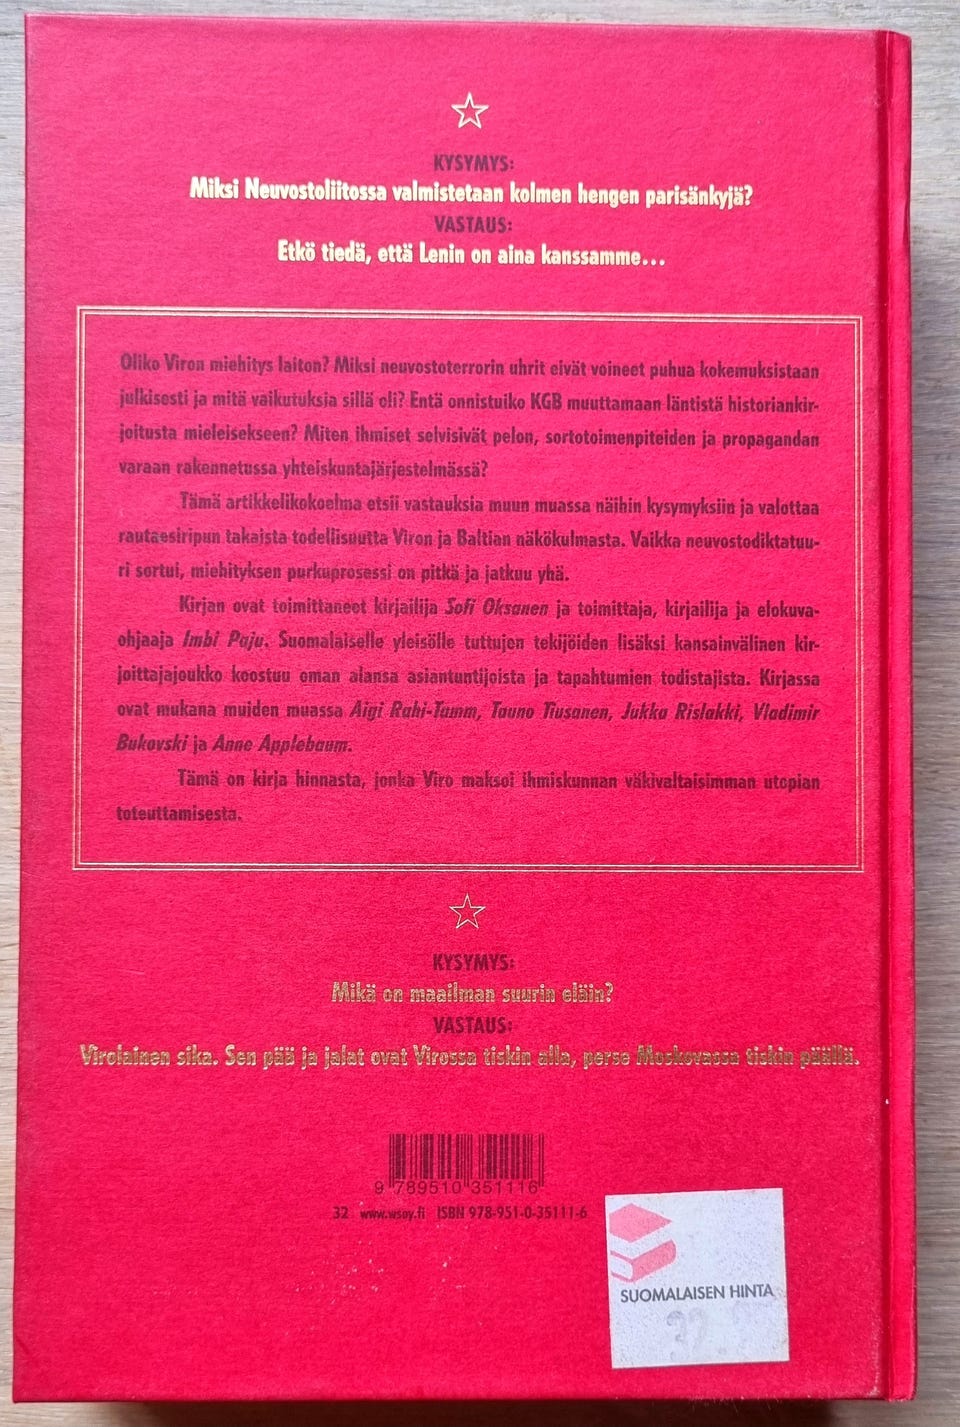 KYSYMYS:
Miksi Neuvostoliitossa valmistetaan kolmen hengen parisänkyjä?
VASTAUS:
Etkö tiedä, että Lenin on aina kanssamme...
Oliko Viron miehitys laiton? Miksi neuvostoterrorin uhrit eivät voineet puhua kokemuksistaan
julkisesti ja mitä vaikutuksia sillä oli? Entä onnistuiko KGB muuttamaan läntistä historiankir-
joitusta mieleisekseen? Miten ihmiset selvisivät pelon, sortotoimenpiteiden ja propagandan
varaan rakennetussa yhteiskuntajärjestelmässä?
Tämä artikkelikokoelma etsii vastauksia muun muassa näihin kysymyksiin ja valottaa
rautaesiripun takaista todellisuutta Viron ja Baltian näkökulmasta. Vaikka neuvostodiktatuu-
ri sortui, miehityksen purkuprosessi on pitkä ja jatkuu yhä.
Kirjan ovat toimittaneet kirjailija Sofi Oksanen ja toimittaja, kirjailija ja elokuva-
ohjaaja Imbi Paju. Suomalaiselle yleisölle tuttujen tekijöiden lisäksi kansainvälinen kir-
joittajajoukko koostuu oman alansa asiantuntijoista ja tapahtumien todistajista. Kirjassa
ovat mukana muiden muassa Aigi Rahi-Tamm, Tauno Tiusanen, Jukka Rislakki, Vladimir
Bukovski ja Anne Applebaum.
Tämä on kirja hinnasta, jonka Viro maksoi ihmiskunnan väkivaltaisimman utopian
toteuttamisesta.
KYSYMYS:
Mikä on maailman suurin eläin?
VASTAUS:
Virolainen sika. Sen pää ja jalat ovat Virossa tiskin alla, perse Moskovassa tiskin päällä.
9 789510 351116
32 www.wsoy.fi ISBN 978-951-0-35111-6
SUOMALAISEN HINTA